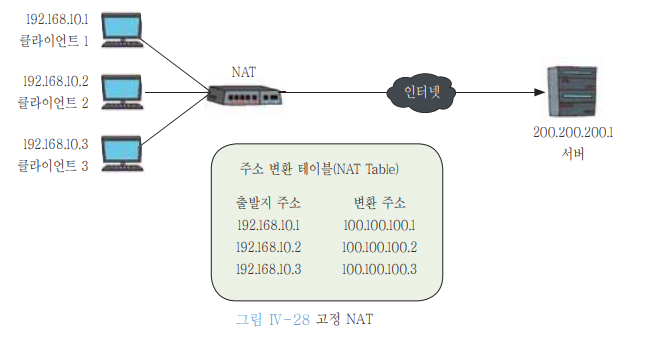 192.168.10.1
클라이언트 1
192.168.10.2
클라이언트 2
192.168.10.3
클라이언트 3
NAT
인터넷
200.200.200.1
서버
주소 변환 테이블(NAT Table)
출발지 주소 변환 주소
192.168.10.1 100.100.100.1
192.168.10.2 100.100.100.2
192.168.10.3 100.100.100.3
그림 Ⅳ-28 고정 NAT